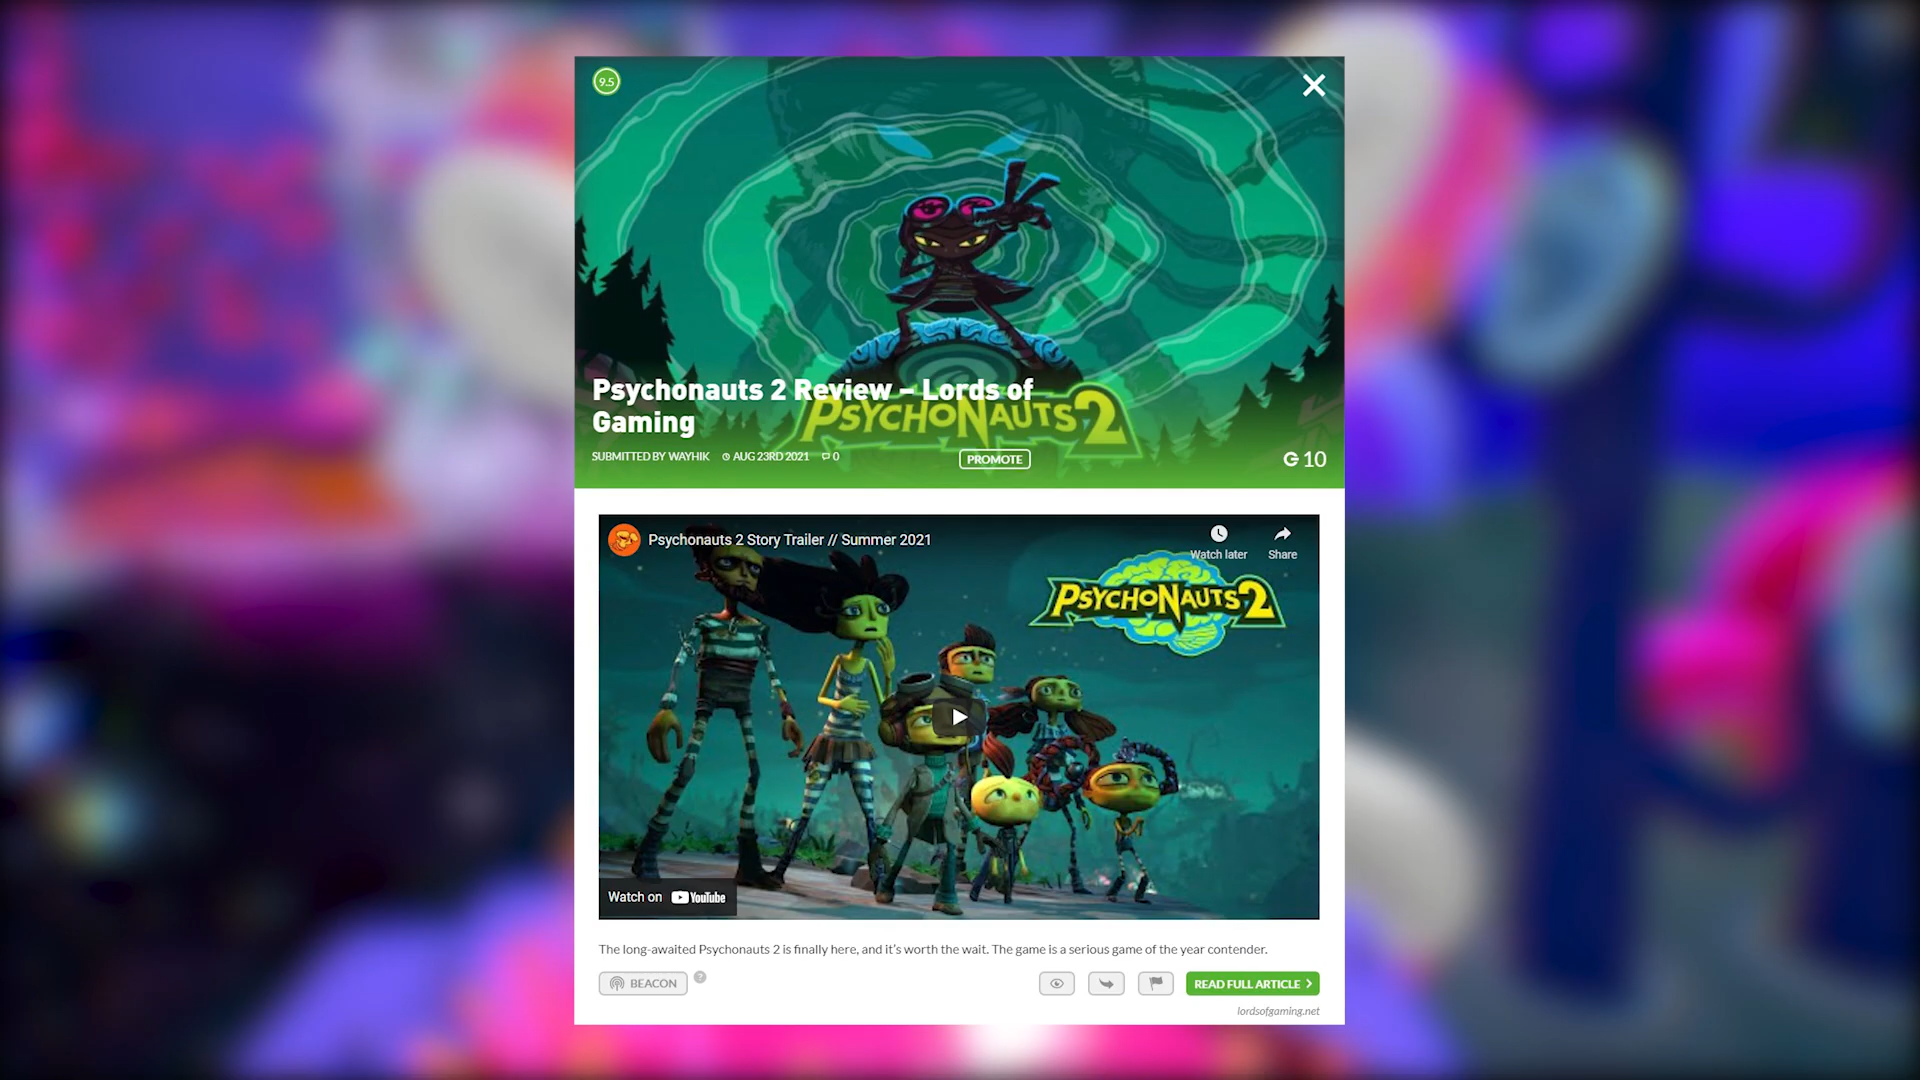 9.5
Psychonauts 2 Review – Lords of
Gaming
PSYCHONAUTS 2
SUBMITTED BY WAYHIK AUG 23RD 2021 0
PROMOTE
10
Psychonauts 2 Story Trailer // Summer 2021
Watch later
Share
PSYCHONAUTS 2
Watch on YouTube
The long-awaited Psychonauts 2 is finally here, and it's worth the wait. The game is a serious game of the year contender.
BEACON
?
READ FULL ARTICLE
lordsofgaming.net